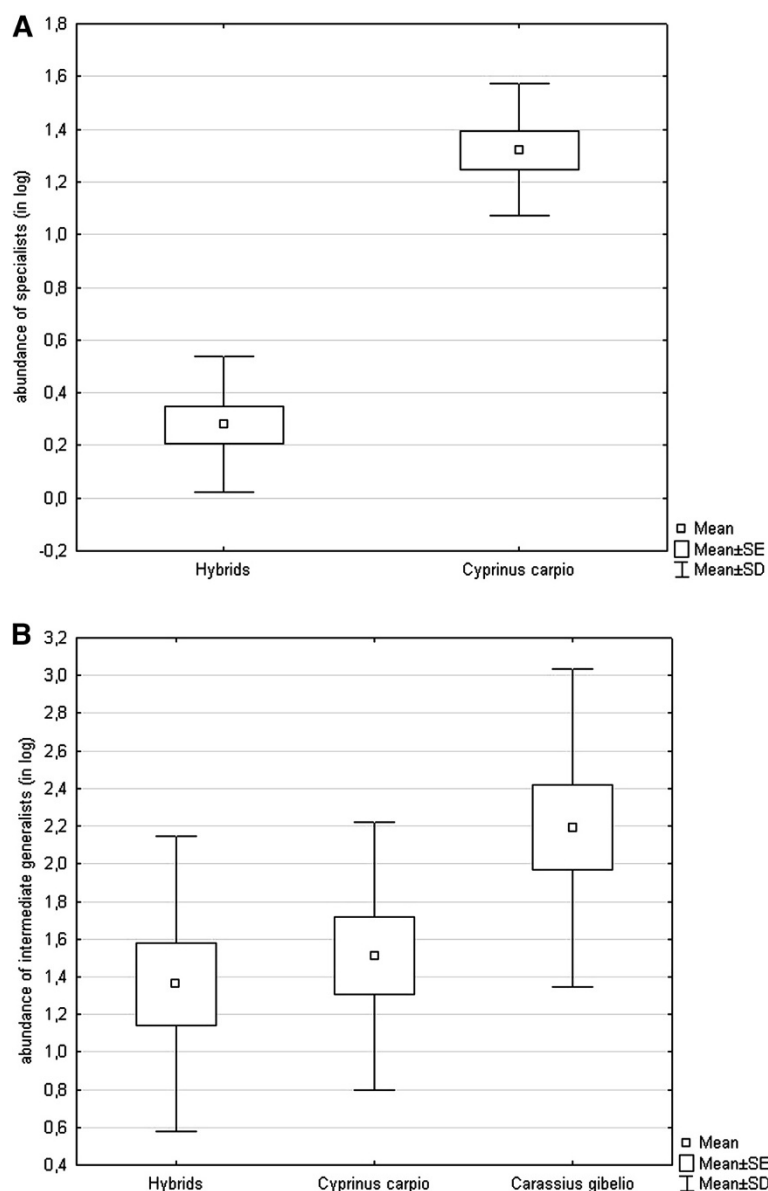 A
abundance of specialists (in log)
1,8
1,6
1,4
1,2
1,0
0,8
0,6
0,4
0,2
0,0
-0,2
Hybrids
Cyprinus carpio
Mean
Mean±SE
Mean±SD
B
abundance of intermediate generalists (in log)
3,2
3,0
2,8
2,6
2,4
2,2
2,0
1,8
1,6
1,4
1,2
1,0
0,8
0,6
0,4
Hybrids
Cyprinus carpio
Carassius gibelio
Mean
Mean±SE
Mean±SD